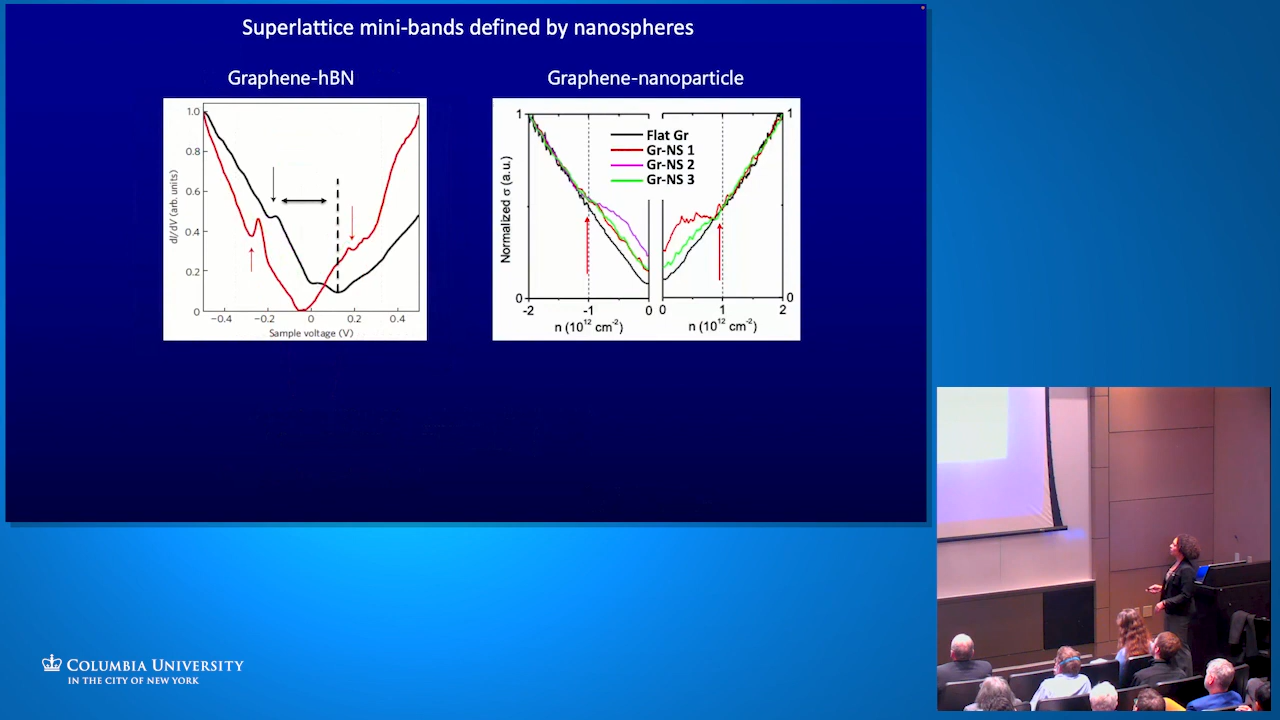 Superlattice mini-bands defined by nanospheres
Graphene-hBN
Graphene-nanoparticle
1.0
0.8
0.6
0.4
0.2
0
−0.4
−0.2
0
0.2
0.4
dI/dV (arb. units)
Sample voltage (V)
1
0
Normalized σ (a.u.)
Flat Gr
Gr-NS 1
Gr-NS 2
Gr-NS 3
1
0
-2
-1
0
0
1
2
n (10¹² cm⁻²)
n (10¹² cm⁻²)
COLUMBIA UNIVERSITY
IN THE CITY OF NEW YORK